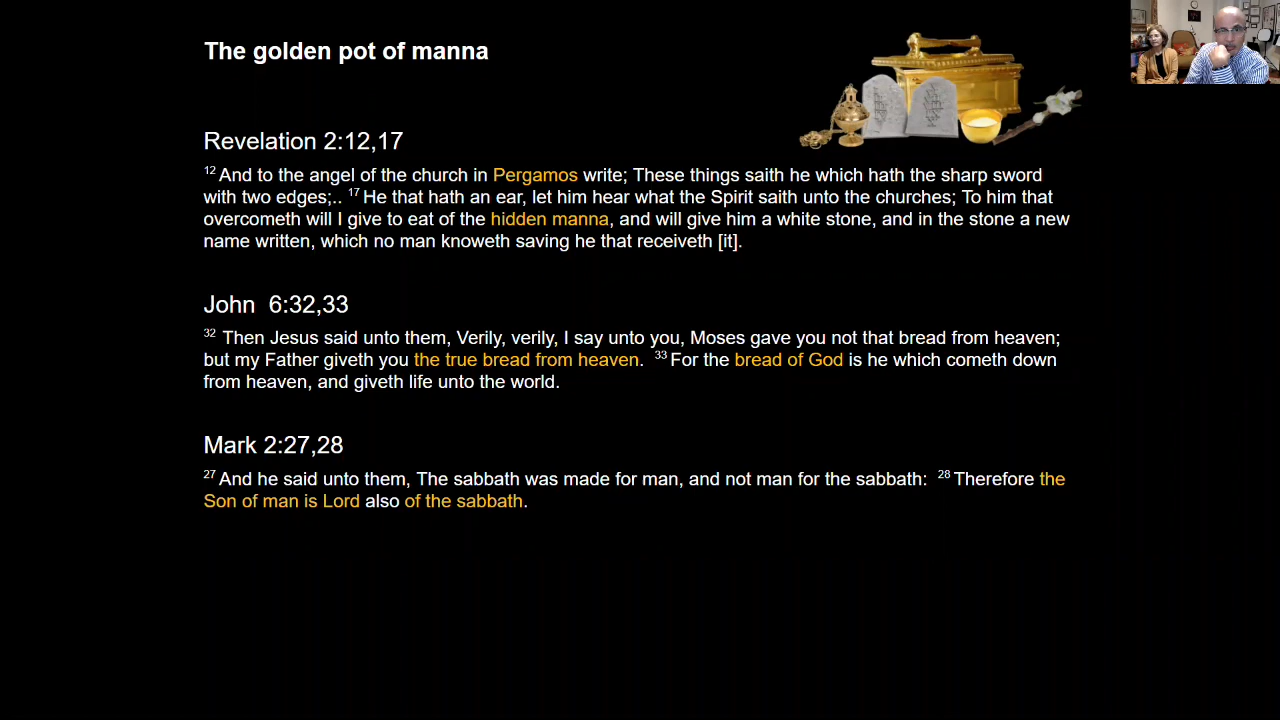 The golden pot of manna
Revelation 2:12,17
12 And to the angel of the church in Pergamos write; These things saith he which hath the sharp sword
with two edges;.. 17 He that hath an ear, let him hear what the Spirit saith unto the churches; To him that
overcometh will I give to eat of the hidden manna, and will give him a white stone, and in the stone a new
name written, which no man knoweth saving he that receiveth [it].
John  6:32,33
32 Then Jesus said unto them, Verily, verily, I say unto you, Moses gave you not that bread from heaven;
but my Father giveth you the true bread from heaven. 33 For the bread of God is he which cometh down
from heaven, and giveth life unto the world.
Mark 2:27,28
27 And he said unto them, The sabbath was made for man, and not man for the sabbath: 28 Therefore the
Son of man is Lord also of the sabbath.